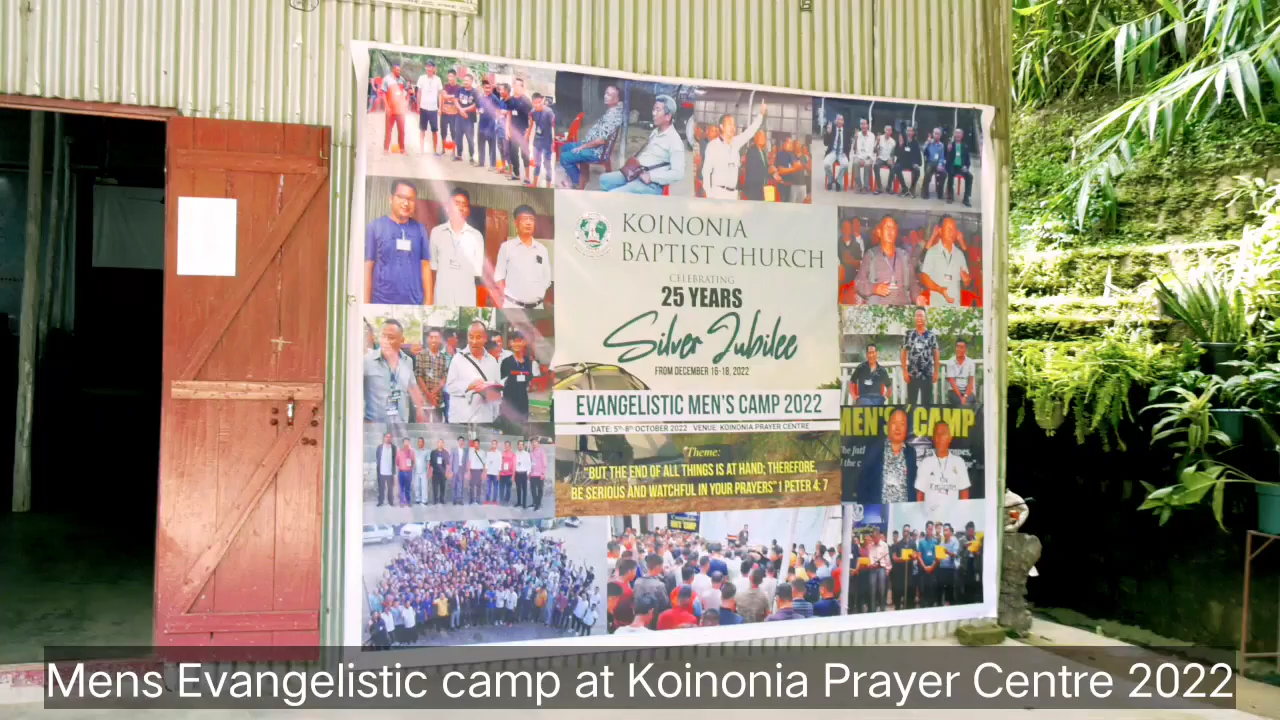 KOINONIA
BAPTIST CHURCH
CELEBRATING
25 YEARS
Silver Jubilee
FROM DECEMBER 16-18, 2022
EVANGELISTIC MEN'S CAMP 2022
DATE: 5TH-8TH OCTOBER 2022 VENUE: KOINONIA PRAYER CENTRE
"Theme:
"BUT THE END OF ALL THINGS IS AT HAND; THEREFORE,
BE SERIOUS AND WATCHFUL IN YOUR PRAYERS" 1 PETER 4: 7
MEN'S CAMP
Mens Evangelistic camp at Koinonia Prayer Centre 2022